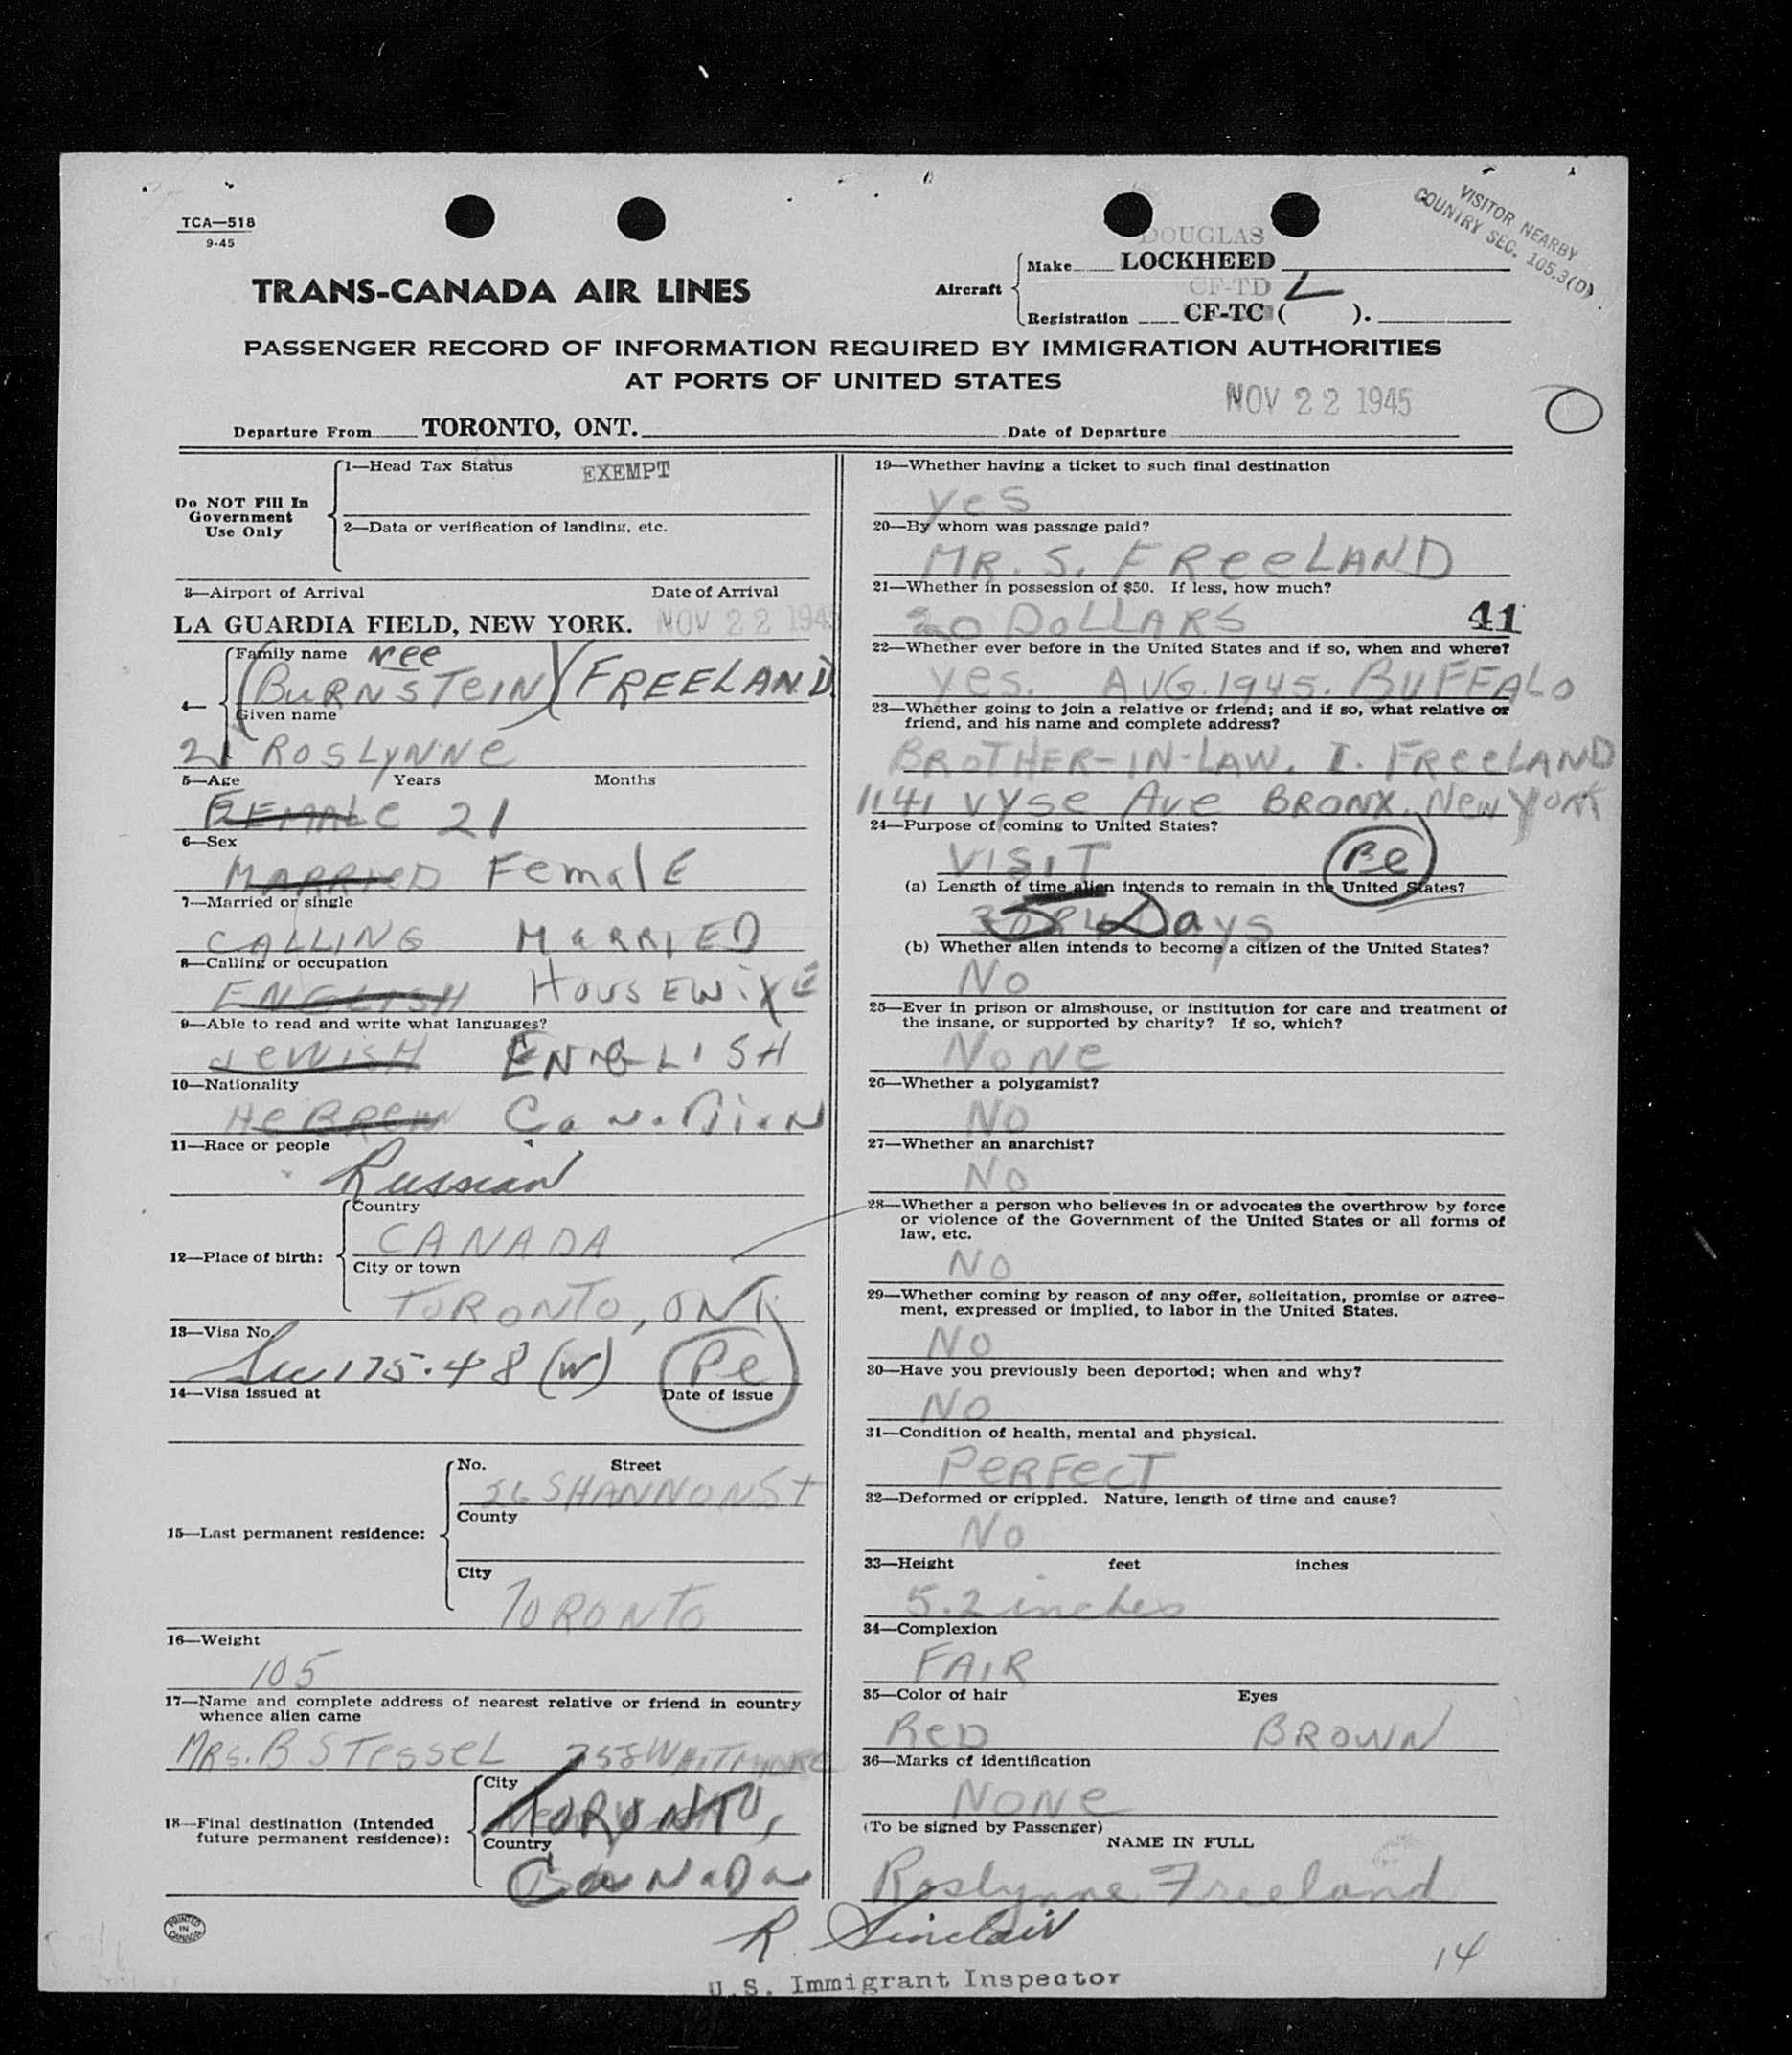 VISITOR NEARBY
COUNTRY SEC. 105.3(D)
TCA—518
9-45
DOUGLAS
Make LOCKHEED
TRANS-CANADA AIR LINES
Aircraft
CF-TD L
Registration CF-TC ( ).
PASSENGER RECORD OF INFORMATION REQUIRED BY IMMIGRATION AUTHORITIES
AT PORTS OF UNITED STATES
NOV 22 1945
Departure From TORONTO, ONT. Date of Departure
Do NOT Fill In
Government
Use Only
1—Head Tax Status EXEMPT
2—Data or verification of landing, etc.
3—Airport of Arrival Date of Arrival
LA GUARDIA FIELD, NEW YORK. NOV 22 194
Family name nee
(BURNSTEIN) FREELAND
4—
Given name
21 ROSLYNNE
5—Age Years Months
FEMALE 21
6—Sex
MARRIED FemalE
7—Married or single
CALLING MARRIED
8—Calling or occupation
ENGLISH HOUSEWIFE
9—Able to read and write what languages?
JEWISH ENGLISH
10—Nationality
HEBREW CaNaDiaN
11—Race or people
Russian
Country
CANADA
12—Place of birth:
City or town
TORONTO, ONT.
13—Visa No.
Sec 175.48 (W) Pe
14—Visa issued at Date of issue
No. Street
26 SHANNON St
County
15—Last permanent residence:
City
TORONTO
16—Weight
105
17—Name and complete address of nearest relative or friend in country
whence alien came
MRS. B STesseL 258 WHITMORE
City
TORONTO,
18—Final destination (Intended
future permanent residence):
Country
CaNaDa
PRINTED
IN
CANADA
19—Whether having a ticket to such final destination
yes
20—By whom was passage paid?
MR. S. FReeLAND
21—Whether in possession of $50. If less, how much?
30 DOLLARS 41
22—Whether ever before in the United States and if so, when and where?
yes. AUG. 1945. BUFFALO
23—Whether going to join a relative or friend; and if so, what relative or
friend, and his name and complete address?
BROTHER-IN-LAW. I. FReeLAND
1141 VYSe Ave BRONX. New York
24—Purpose of coming to United States?
VISIT Pe
(a) Length of time alien intends to remain in the United States?
Days
(b) Whether alien intends to become a citizen of the United States?
No
25—Ever in prison or almshouse, or institution for care and treatment of
the insane, or supported by charity? If so, which?
NONe
26—Whether a polygamist?
NO
27—Whether an anarchist?
No
28—Whether a person who believes in or advocates the overthrow by force
or violence of the Government of the United States or all forms of
law, etc.
NO
29—Whether coming by reason of any offer, solicitation, promise or agree-
ment, expressed or implied, to labor in the United States.
NO
30—Have you previously been deported; when and why?
NO
31—Condition of health, mental and physical.
PeRFeCT
32—Deformed or crippled. Nature, length of time and cause?
NO
33—Height feet inches
5.2 inches
34—Complexion
FAIR
35—Color of hair Eyes
ReD BROWN
36—Marks of identification
NONe
(To be signed by Passenger)
NAME IN FULL
Roslynne Freeland
R. Sinclair
14
U.S. Immigrant Inspector